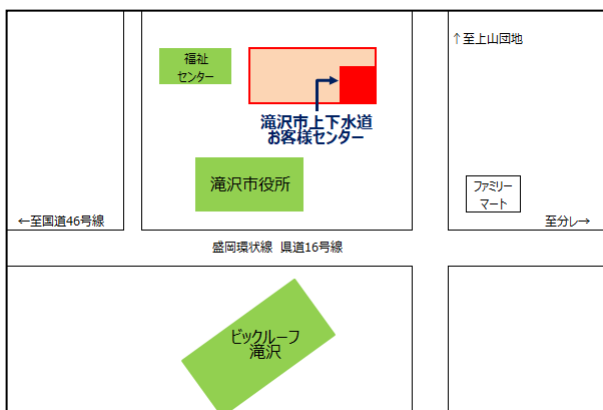 福祉
センター
↑至上山団地
滝沢市上下水道
お客様センター
滝沢市役所
ファミリー
マート
←至国道46号線
至分レ→
盛岡環状線 県道16号線
ビックルーフ
滝沢